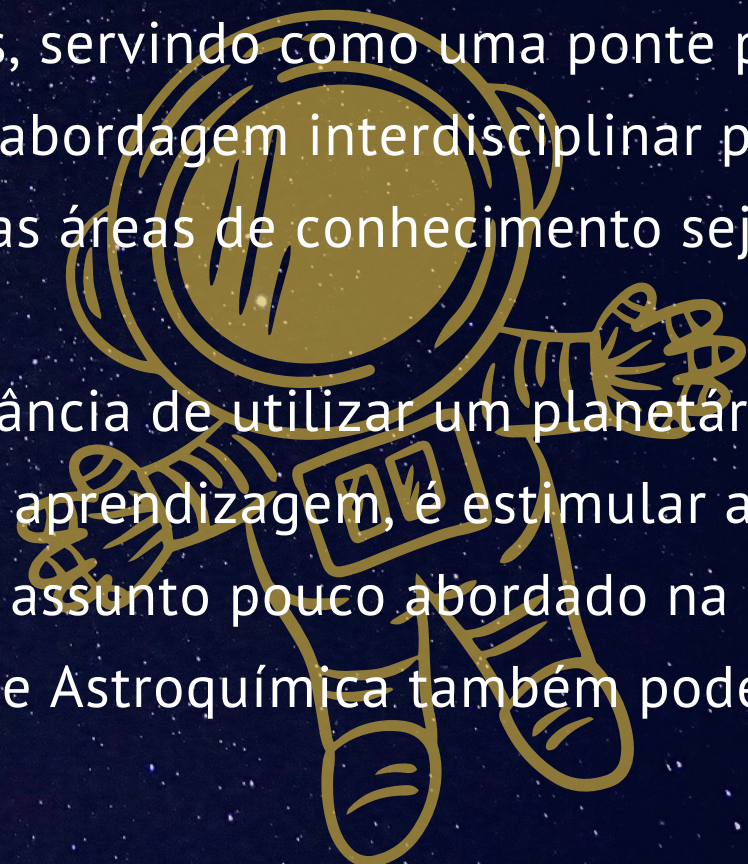 s, servindo como uma ponte p
abordagem interdisciplinar p
as áreas de conhecimento sej
ância de utilizar um planetár
aprendizagem, é estimular a
assunto pouco abordado na
e Astroquímica também pode